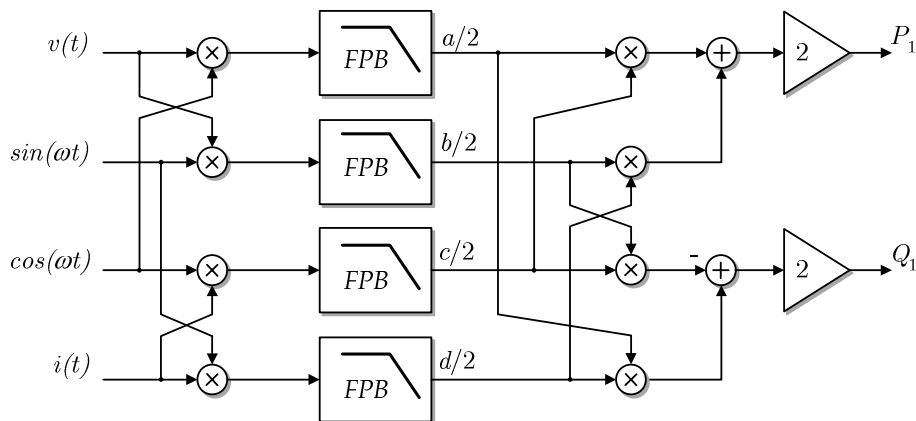 v(t) × FPB a/2 × + 2 P₁
sin(ωt) × FPB b/2 ×
cos(ωt) × FPB c/2 × - + 2 Q₁
i(t) × FPB d/2 ×